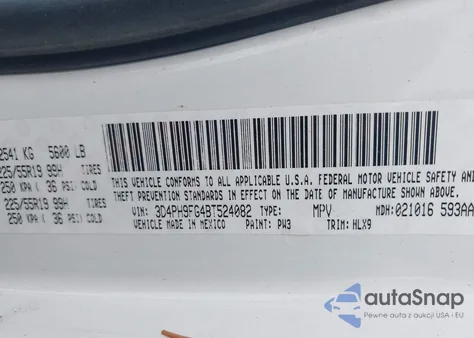 2541 KG 5600 LB
225/55R19 99H TIRES
250 KPA ( 36 PSI) COLD
225/55R19 99H TIRES
250 KPA ( 36 PSI) COLD
THIS VEHICLE CONFORMS TO ALL APPLICABLE U.S.A. FEDERAL MOTOR VEHICLE SAFETY AND
THEFT PREVENTION STANDARDS IN EFFECT ON THE DATE OF MANUFACTURE SHOWN ABOVE.
VIN: 3D4PH9FG4BT524082 TYPE: MPV MDH:021016 593AA
VEHICLE MADE IN MEXICO PAINT: PW3 TRIM: HLX9
autoSnap
Pewne auta z USA i EU